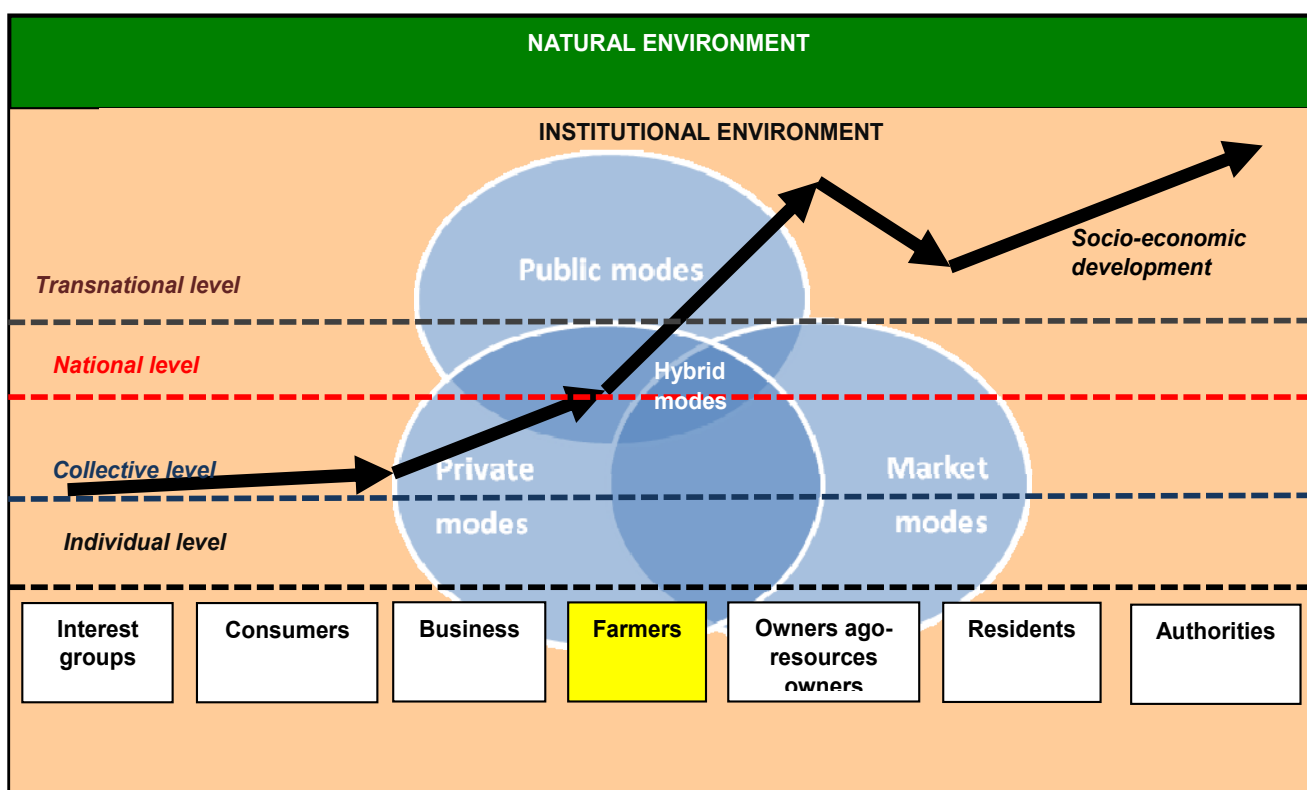 NATURAL ENVIRONMENT
INSTITUTIONAL ENVIRONMENT
Public modes
Socio-economic
development
Transnational level
National level
Hybrid
modes
Collective level
Private
modes
Market
modes
Individual level
Interest
groups
Consumers
Business
Farmers
Owners ago-
resources
owners
Residents
Authorities